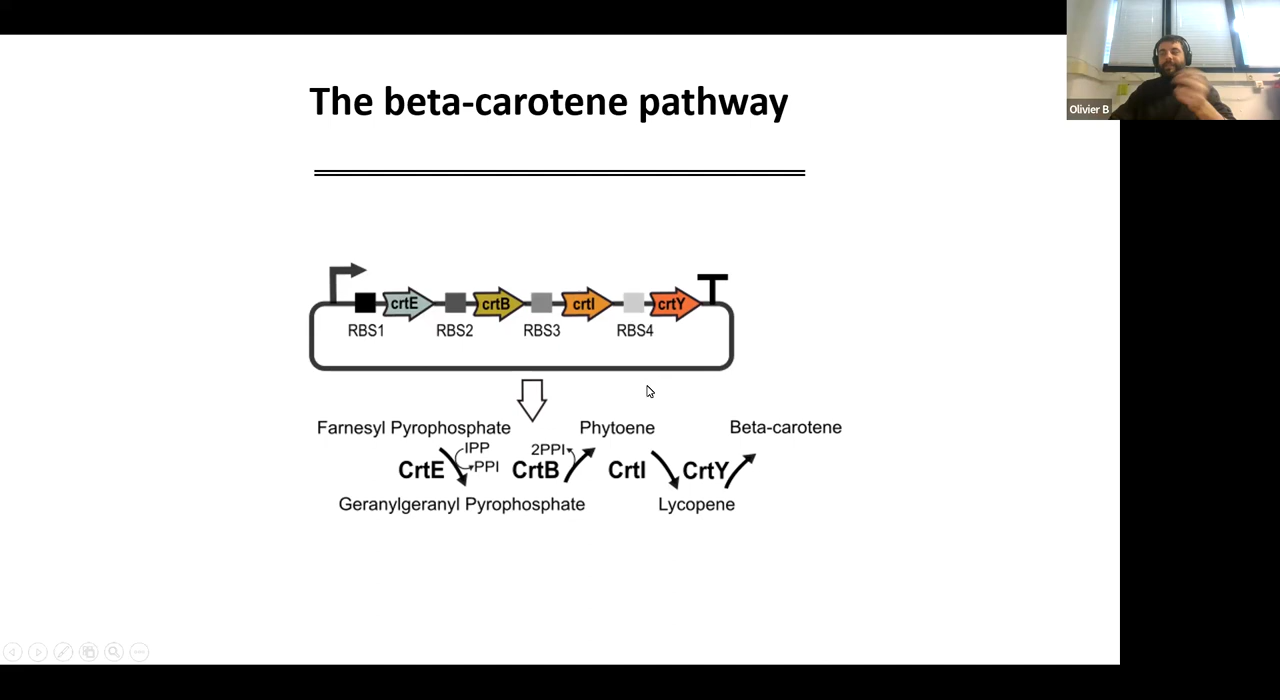 The beta-carotene pathway
Olivier B
crtE crtB crtI crtY
RBS1 RBS2 RBS3 RBS4
Farnesyl Pyrophosphate Phytoene Beta-carotene
IPP 2PPI
PPI
CrtE CrtB CrtI CrtY
Geranylgeranyl Pyrophosphate Lycopene